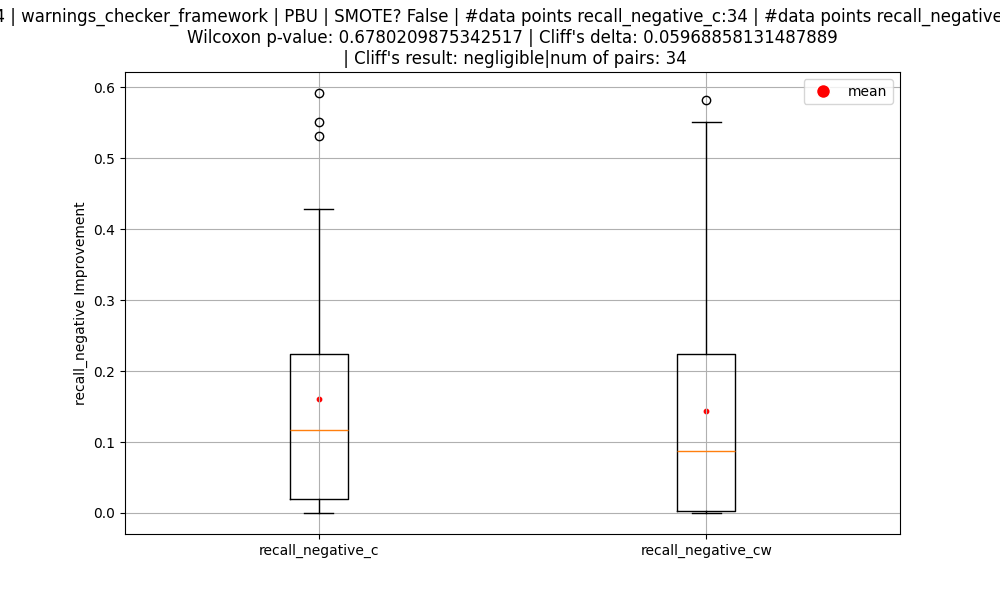 4 | warnings_checker_framework | PBU | SMOTE? False | #data points recall_negative_c:34 | #data points recall_negative
Wilcoxon p-value: 0.6780209875342517 | Cliff's delta: 0.05968858131487889
| Cliff's result: negligible|num of pairs: 34
mean
0.6
0.5
0.4
0.3
0.2
0.1
0.0
recall_negative Improvement
recall_negative_c
recall_negative_cw